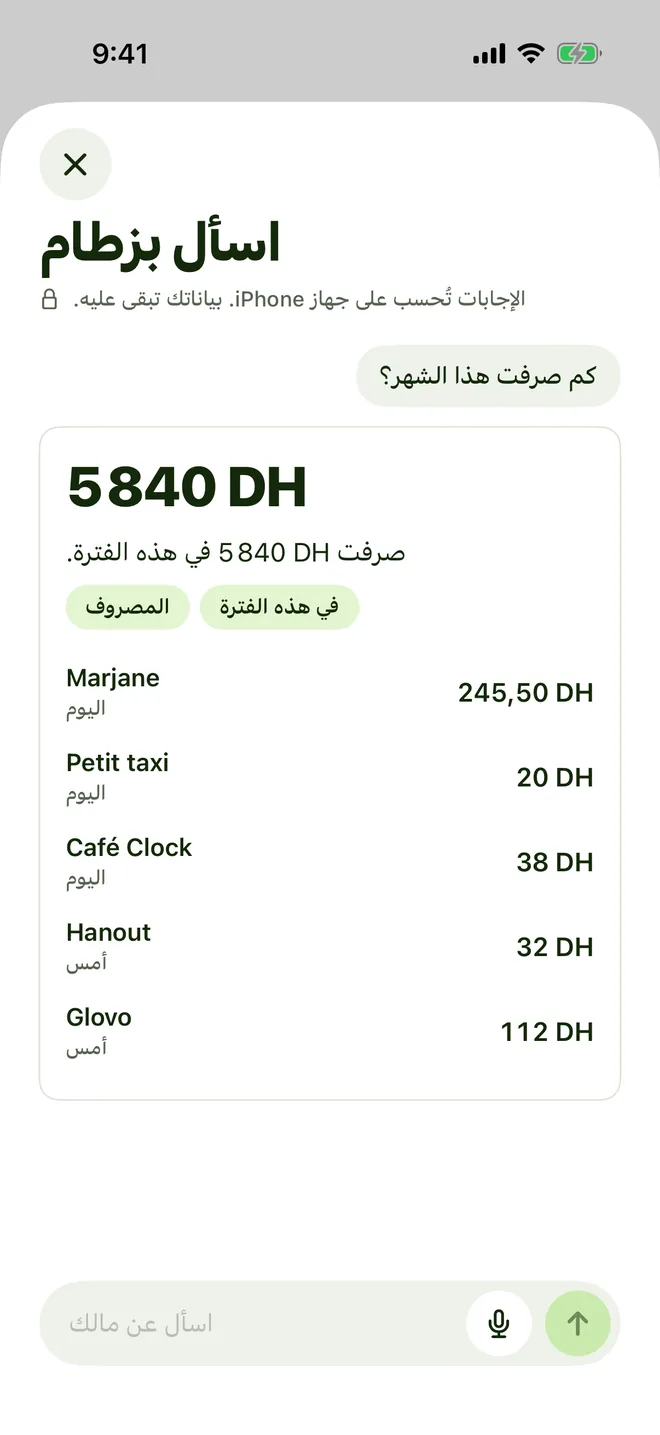 9:41
اسأل بزطام
الإجابات تُحسب على جهاز iPhone. بياناتك تبقى عليه.
كم صرفت هذا الشهر؟
5 840 DH
صرفت 5 840 DH في هذه الفترة.
المصروف
في هذه الفترة
Marjane
245,50 DH
اليوم
Petit taxi
20 DH
اليوم
Café Clock
38 DH
اليوم
Hanout
32 DH
أمس
Glovo
112 DH
أمس
اسأل عن مالك